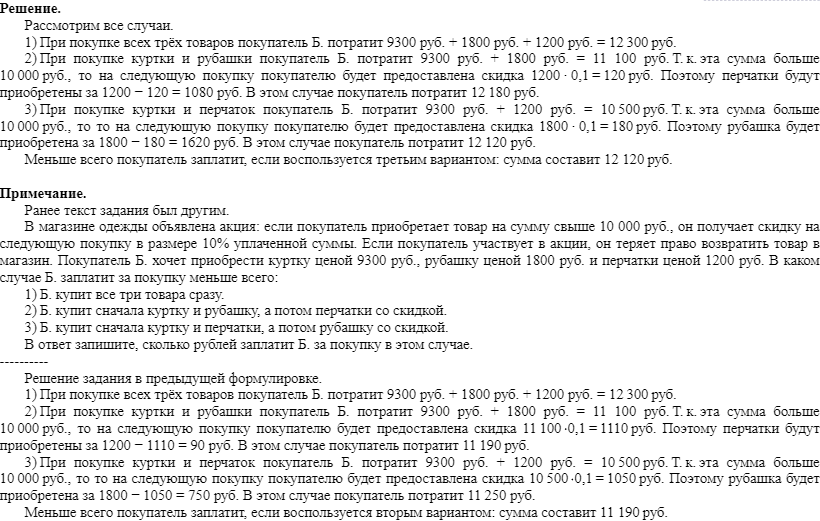 Решение.
Рассмотрим все случаи.
1) При покупке всех трёх товаров покупатель Б. потратит 9300 руб. + 1800 руб. + 1200 руб. = 12 300 руб.
2) При покупке куртки и рубашки покупатель Б. потратит 9300 руб. + 1800 руб. = 11 100 руб. Т. к. эта сумма больше
10 000 руб., то на следующую покупку покупателю будет предоставлена скидка 1200 · 0,1 = 120 руб. Поэтому перчатки будут
приобретены за 1200 − 120 = 1080 руб. В этом случае покупатель потратит 12 180 руб.
3) При покупке куртки и перчаток покупатель Б. потратит 9300 руб. + 1200 руб. = 10 500 руб. Т. к. эта сумма больше
10 000 руб., то то на следующую покупку покупателю будет предоставлена скидка 1800 · 0,1 = 180 руб. Поэтому рубашка будет
приобретена за 1800 − 180 = 1620 руб. В этом случае покупатель потратит 12 120 руб.
Меньше всего покупатель заплатит, если воспользуется третьим вариантом: сумма составит 12 120 руб.
Примечание.
Ранее текст задания был другим.
В магазине одежды объявлена акция: если покупатель приобретает товар на сумму свыше 10 000 руб., он получает скидку на
следующую покупку в размере 10% уплаченной суммы. Если покупатель участвует в акции, он теряет право возвратить товар в
магазин. Покупатель Б. хочет приобрести куртку ценой 9300 руб., рубашку ценой 1800 руб. и перчатки ценой 1200 руб. В каком
случае Б. заплатит за покупку меньше всего:
1) Б. купит все три товара сразу.
2) Б. купит сначала куртку и рубашку, а потом перчатки со скидкой.
3) Б. купит сначала куртку и перчатки, а потом рубашку со скидкой.
В ответ запишите, сколько рублей заплатит Б. за покупку в этом случае.
----------
Решение задания в предыдущей формулировке.
1) При покупке всех трёх товаров покупатель Б. потратит 9300 руб. + 1800 руб. + 1200 руб. = 12 300 руб.
2) При покупке куртки и рубашки покупатель Б. потратит 9300 руб. + 1800 руб. = 11 100 руб. Т. к. эта сумма больше
10 000 руб., то на следующую покупку покупателю будет предоставлена скидка 11 100 ·0,1 = 1110 руб. Поэтому перчатки будут
приобретены за 1200 − 1110 = 90 руб. В этом случае покупатель потратит 11 190 руб.
3) При покупке куртки и перчаток покупатель Б. потратит 9300 руб. + 1200 руб. = 10 500 руб. Т. к. эта сумма больше
10 000 руб., то то на следующую покупку покупателю будет предоставлена скидка 10 500 ·0,1 = 1050 руб. Поэтому рубашка будет
приобретена за 1800 − 1050 = 750 руб. В этом случае покупатель потратит 11 250 руб.
Меньше всего покупатель заплатит, если воспользуется вторым вариантом: сумма составит 11 190 руб.